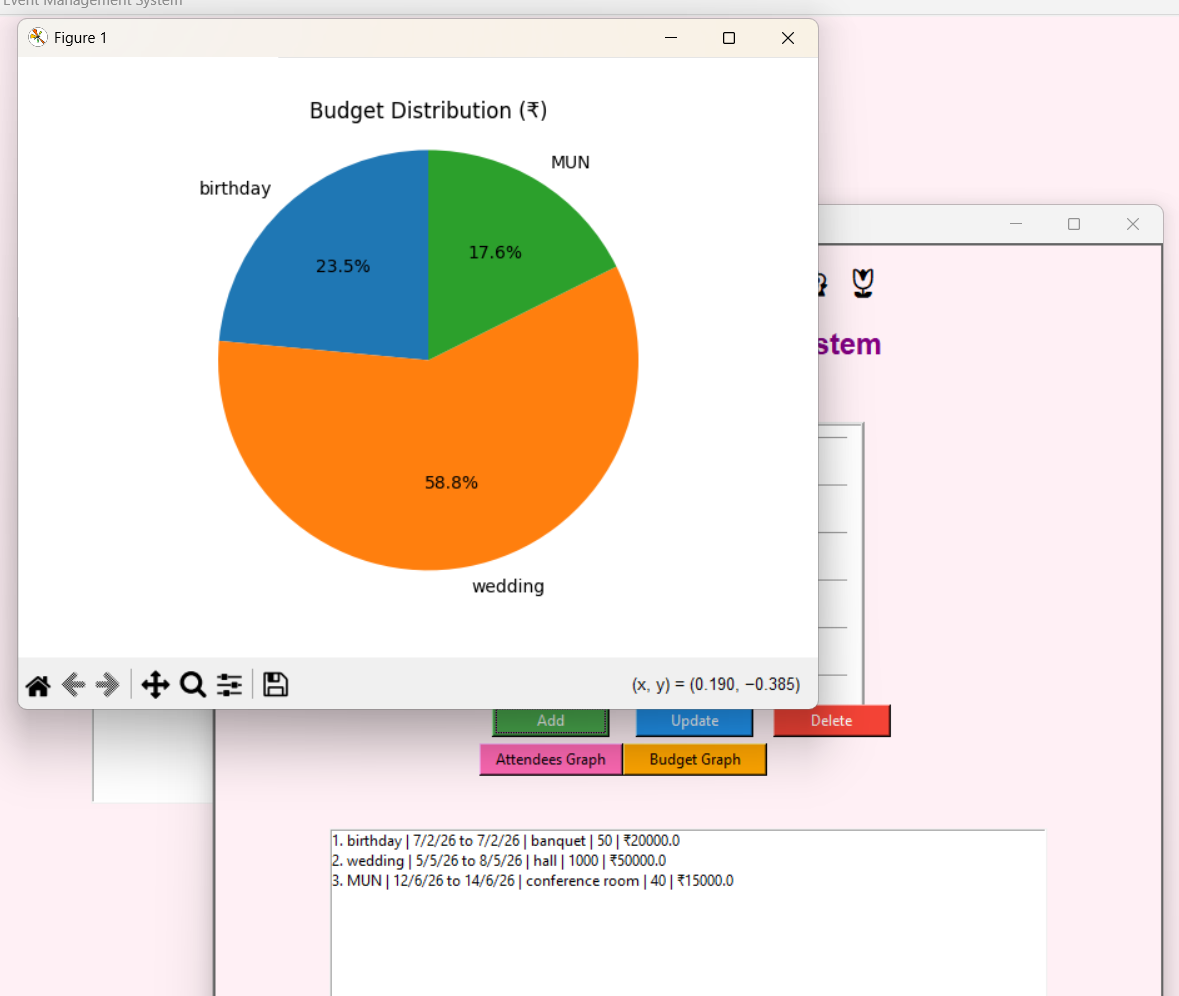 Event Management System
Figure 1
Budget Distribution (₹)
MUN
birthday
17.6%
23.5%
58.8%
wedding
(x, y) = (0.190, −0.385)
stem
Add Update Delete
Attendees Graph Budget Graph
1. birthday | 7/2/26 to 7/2/26 | banquet | 50 | ₹20000.0
2. wedding | 5/5/26 to 8/5/26 | hall | 1000 | ₹50000.0
3. MUN | 12/6/26 to 14/6/26 | conference room | 40 | ₹15000.0